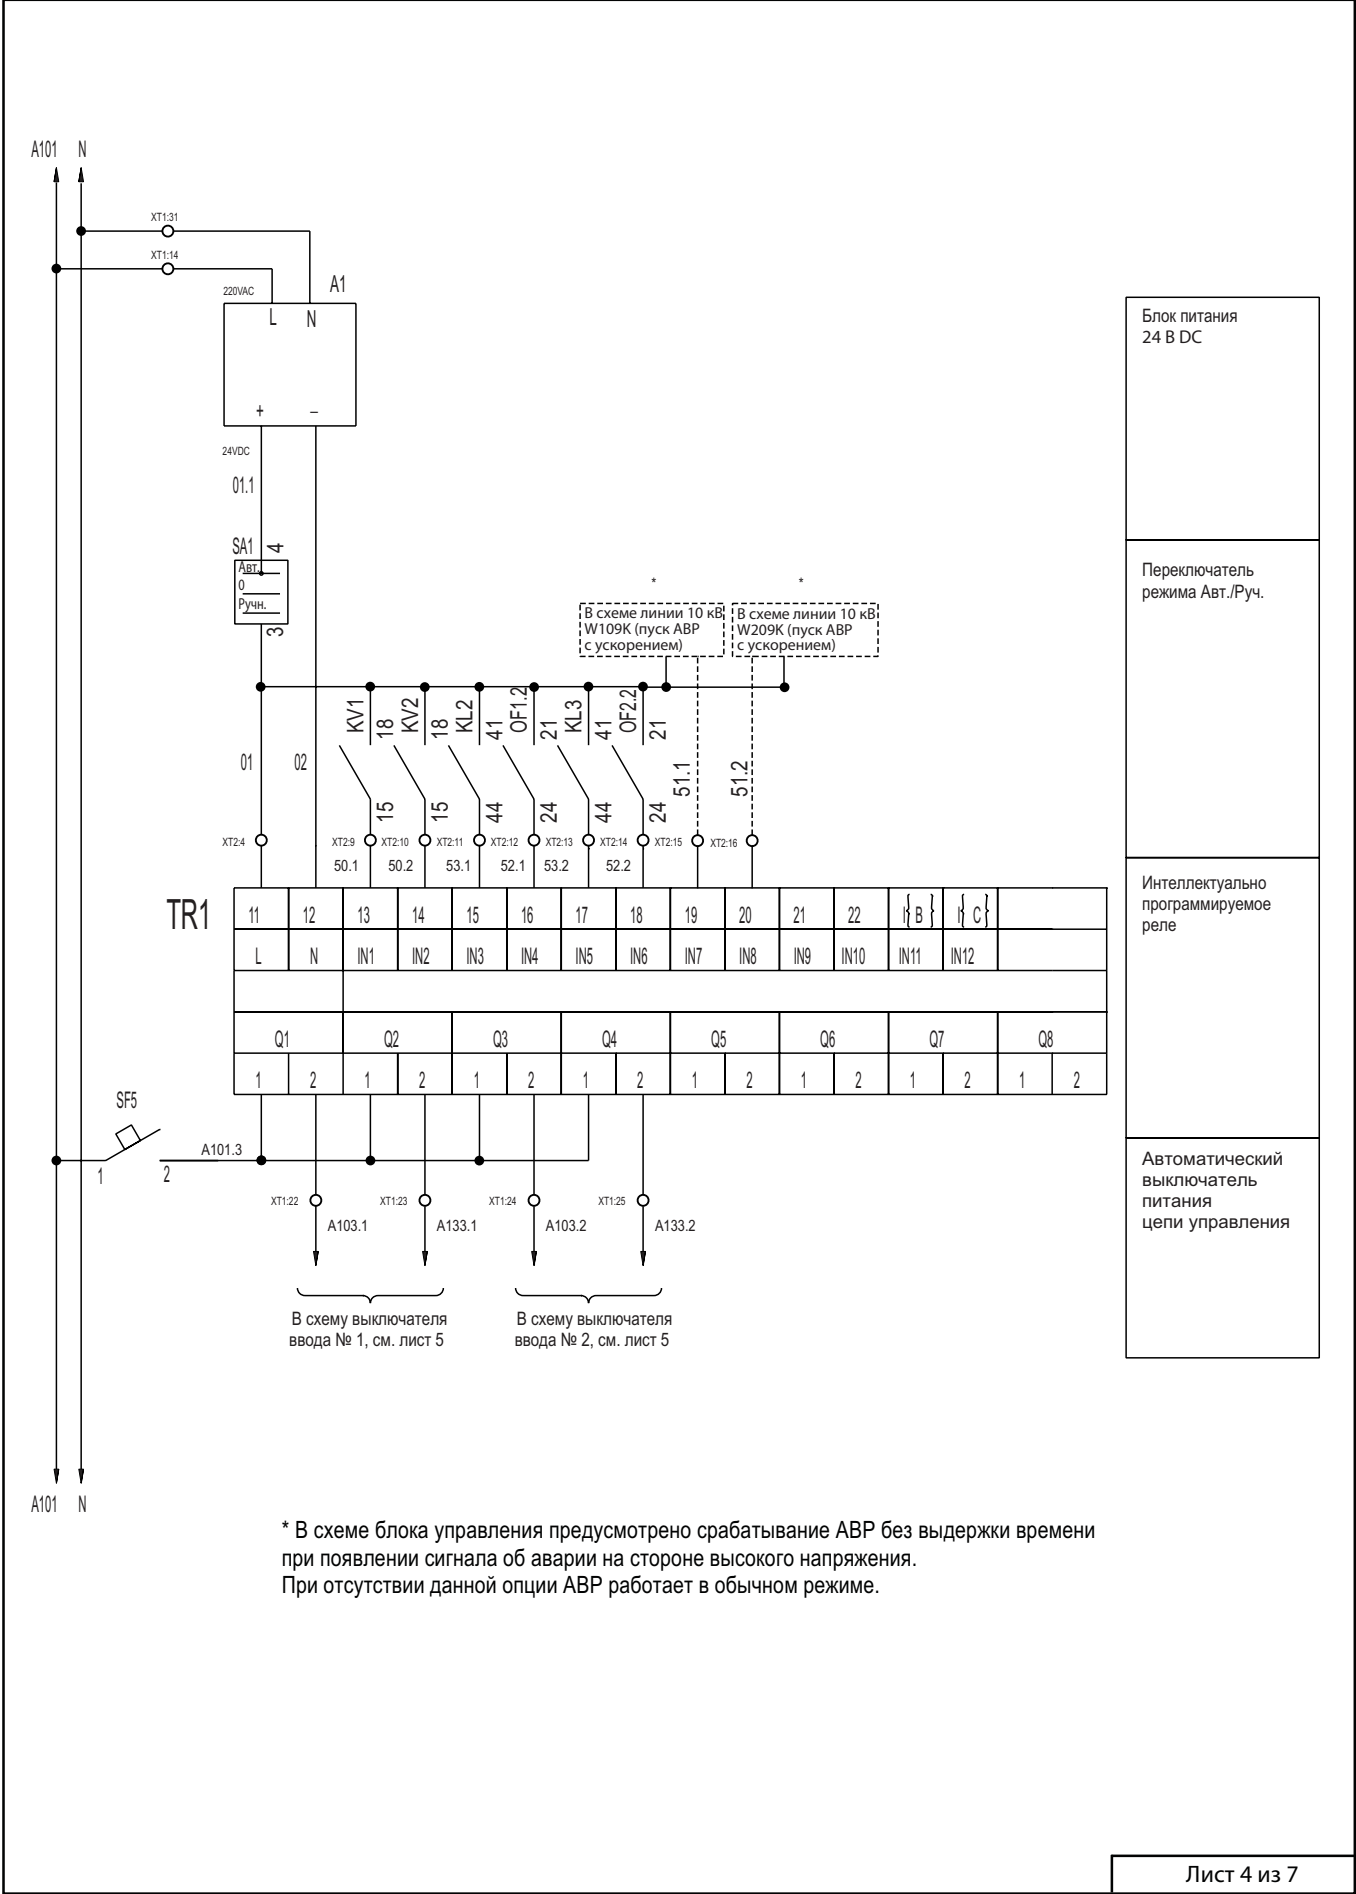 A101 N
XT1:31
XT1:14
220VAC
A1
L N
+ –
24VDC
01.1
SA1 4
Авт.
0
Ручн.
3
Блок питания
24 В DC
Переключатель
режима Авт./Руч.
Интеллектуально
программируемое
реле
Автоматический
выключатель
питания
цепи управления
* *
В схеме линии 10 кВ
W109K (пуск АВР
с ускорением)
В схеме линии 10 кВ
W209K (пуск АВР
с ускорением)
KV1 18 KV2 18 KL2 41 OF1.2 21 KL3 41 OF2.2 21
01 02 51.1 51.2
15 15 44 24 44 24
XT2:4 XT2:9 XT2:10 XT2:11 XT2:12 XT2:13 XT2:14 XT2:15 XT2:16
50.1 50.2 53.1 52.1 53.2 52.2
TR1
11 12 13 14 15 16 17 18 19 20 21 22 I{ B } I{ C }
L N IN1 IN2 IN3 IN4 IN5 IN6 IN7 IN8 IN9 IN10 IN11 IN12
Q1 Q2 Q3 Q4 Q5 Q6 Q7 Q8
1 2 1 2 1 2 1 2 1 2 1 2 1 2 1 2
SF5
1 2
A101.3
XT1:22 XT1:23 XT1:24 XT1:25
A103.1 A133.1 A103.2 A133.2
В схему выключателя
ввода № 1, см. лист 5
В схему выключателя
ввода № 2, см. лист 5
A101 N
* В схеме блока управления предусмотрено срабатывание АВР без выдержки времени
при появлении сигнала об аварии на стороне высокого напряжения.
При отсутствии данной опции АВР работает в обычном режиме.
Лист 4 из 7